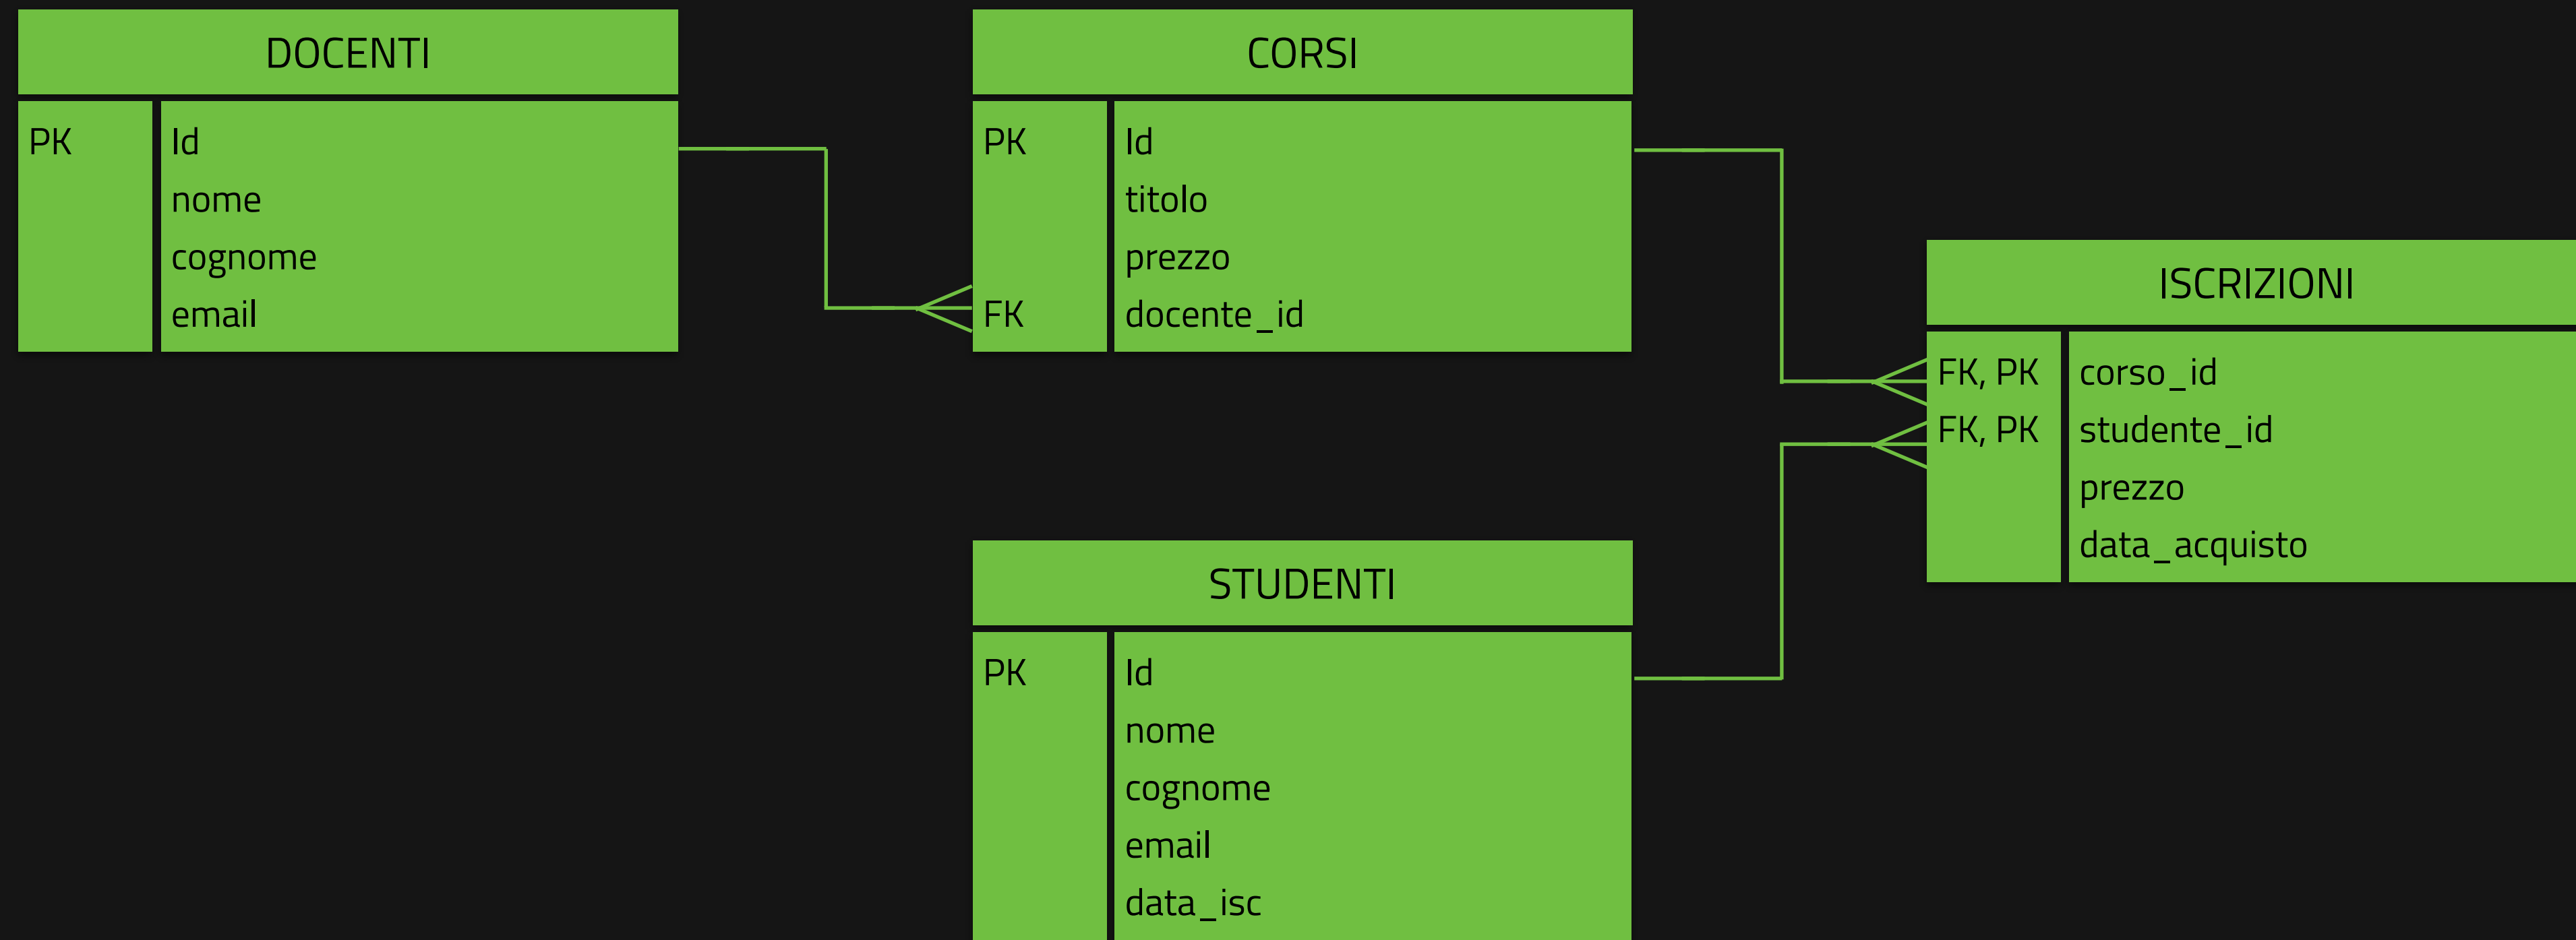 DOCENTI
PK Id
nome
cognome
email
CORSI
PK Id
titolo
prezzo
FK docente_id
ISCRIZIONI
FK, PK corso_id
FK, PK studente_id
prezzo
data_acquisto
STUDENTI
PK Id
nome
cognome
email
data_isc